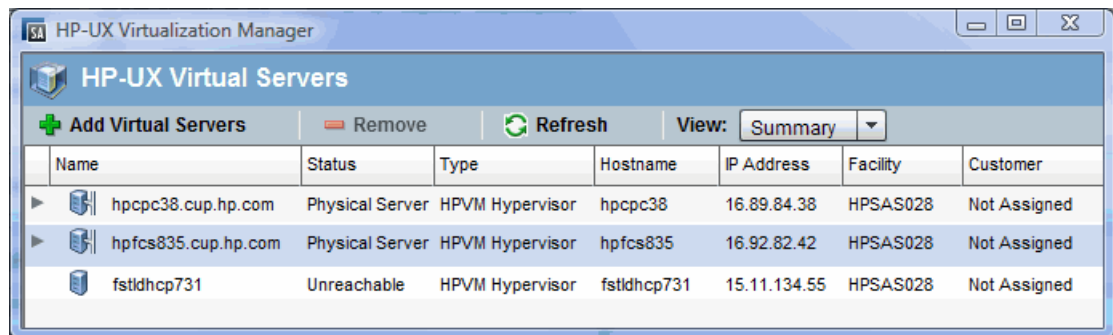 SA HP-UX Virtualization Manager
HP-UX Virtual Servers
Add Virtual Servers Remove Refresh View: Summary
Name Status Type Hostname IP Address Facility Customer
hpcpc38.cup.hp.com Physical Server HPVM Hypervisor hpcpc38 16.89.84.38 HPSAS028 Not Assigned
hpfcs835.cup.hp.com Physical Server HPVM Hypervisor hpfcs835 16.92.82.42 HPSAS028 Not Assigned
fstldhcp731 Unreachable HPVM Hypervisor fstldhcp731 15.11.134.55 HPSAS028 Not Assigned